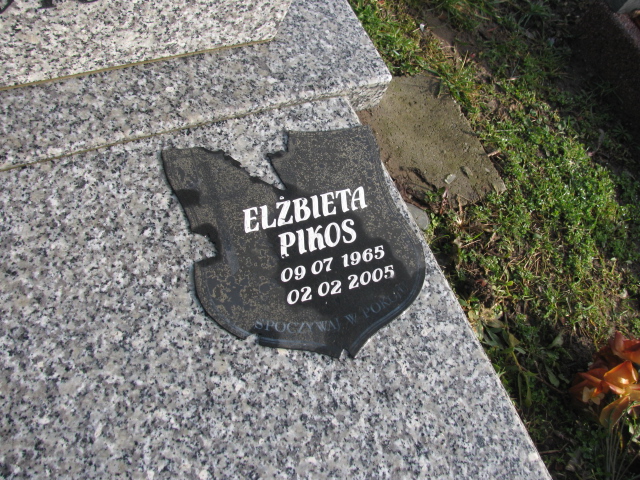 ELŻBIETA
PIKOS
09 07 1965
02 02 2005
SPOCZYWAJ W POKOJU